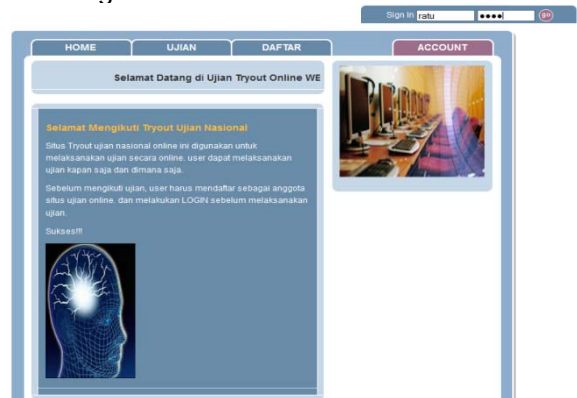 Sign In ratu ●●●● go
HOME UJIAN DAFTAR ACCOUNT
Selamat Datang di Ujian Tryout Online WE
Selamat Mengikuti Tryout Ujian Nasional
Situs Tryout ujian nasional online ini digunakan untuk
melaksanakan ujian secara online. user dapat melaksanakan
ujian kapan saja dan dimana saja.
Sebelum mengikuti ujian, user harus mendaftar sebagai anggota
situs ujian online. dan melakukan LOGIN sebelum melaksanakan
ujian.
Sukses!!!